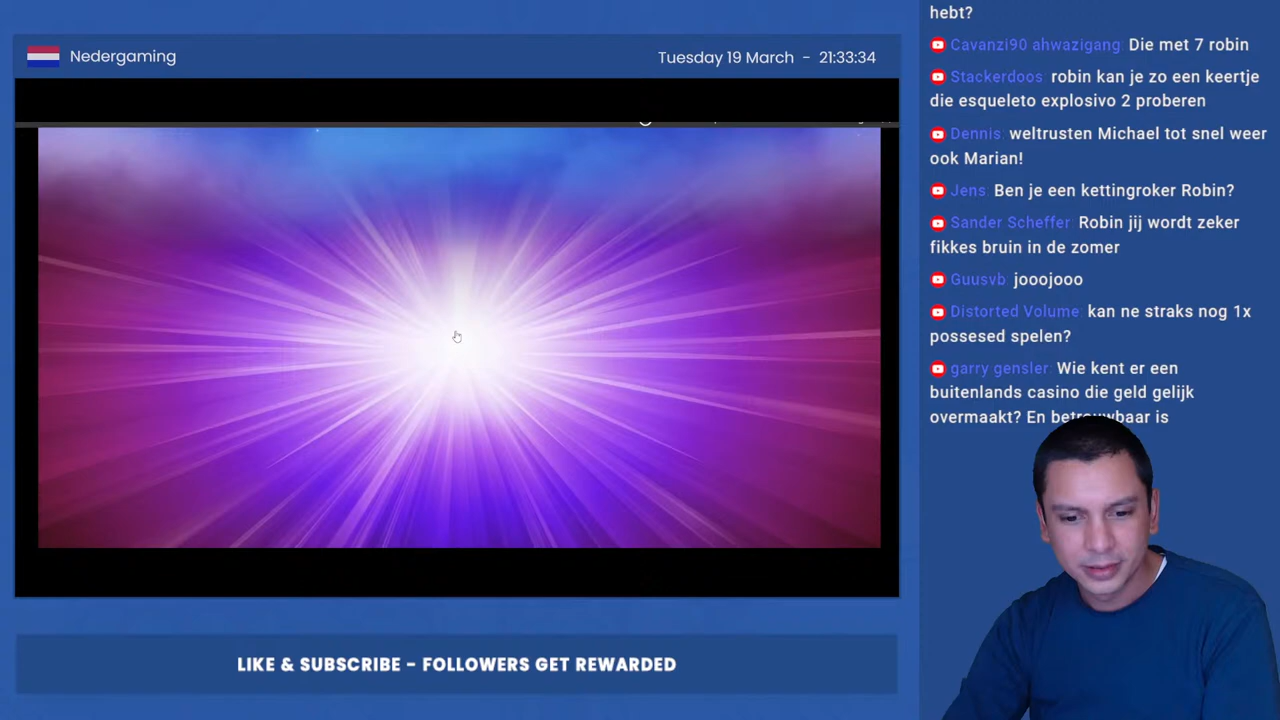 Nedergaming
Tuesday 19 March - 21:33:34
LIKE & SUBSCRIBE - FOLLOWERS GET REWARDED
hebt?
Cavanzi90 ahwazigang: Die met 7 robin
Stackerdoos: robin kan je zo een keertje
die esqueleto explosivo 2 proberen
Dennis: weltrusten Michael tot snel weer
ook Marian!
Jens: Ben je een kettingroker Robin?
Sander Scheffer: Robin jij wordt zeker
fikkes bruin in de zomer
Guusvb: jooojooo
Distorted Volume: kan ne straks nog 1x
possesed spelen?
garry gensler: Wie kent er een
buitenlands casino die geld gelijk
overmaakt? En betrouwbaar is